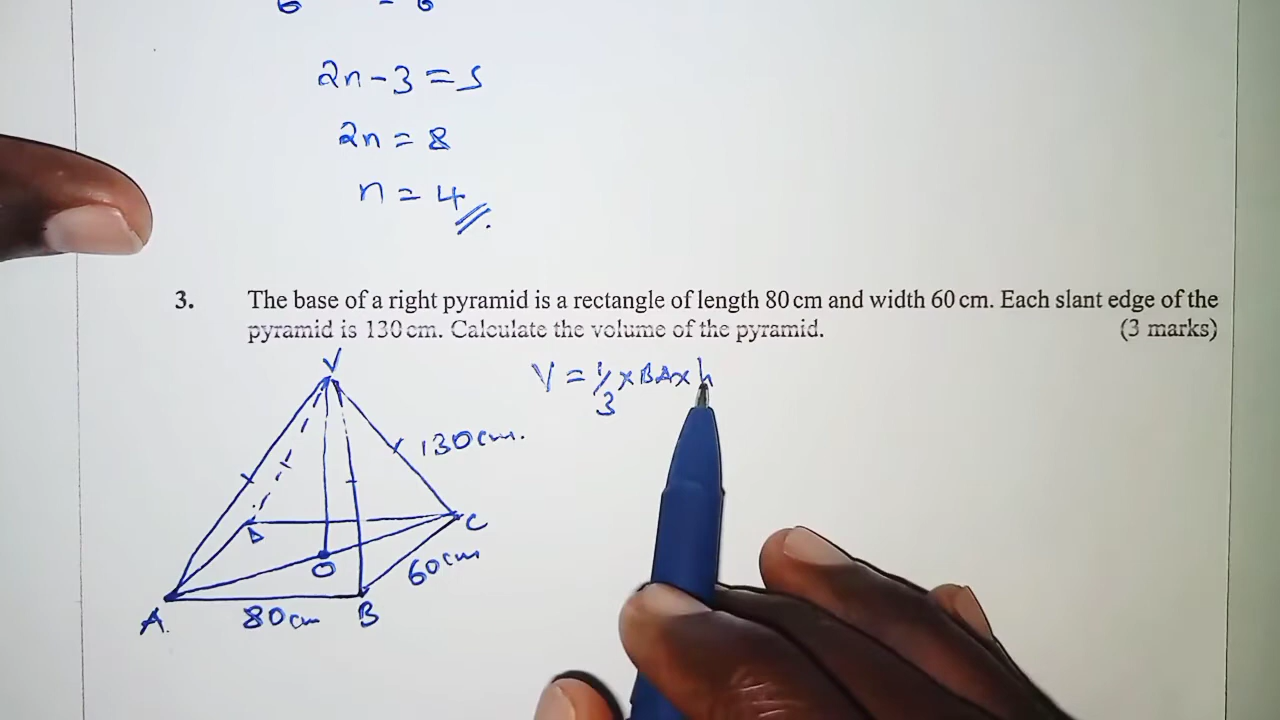 6 = 6
2n - 3 = 5
2n = 8
n = 4
3. The base of a right pyramid is a rectangle of length 80 cm and width 60 cm. Each slant edge of the
pyramid is 130 cm. Calculate the volume of the pyramid. (3 marks)
V
V = 1/3 × BA × h
130cm.
D
C
O
60cm
A.
80cm
B